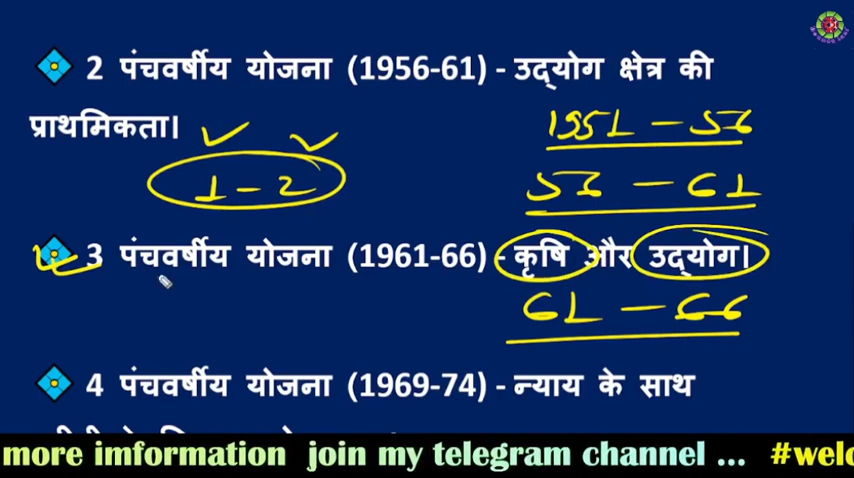 2 पंचवर्षीय योजना (1956-61) - उद्योग क्षेत्र की
प्राथमिकता।
1951 - 56
1 - 2
56 - 61
3 पंचवर्षीय योजना (1961-66) - कृषि और उद्योग।
61 - 66
4 पंचवर्षीय योजना (1969-74) - न्याय के साथ
more imformation join my telegram channel ... #welc